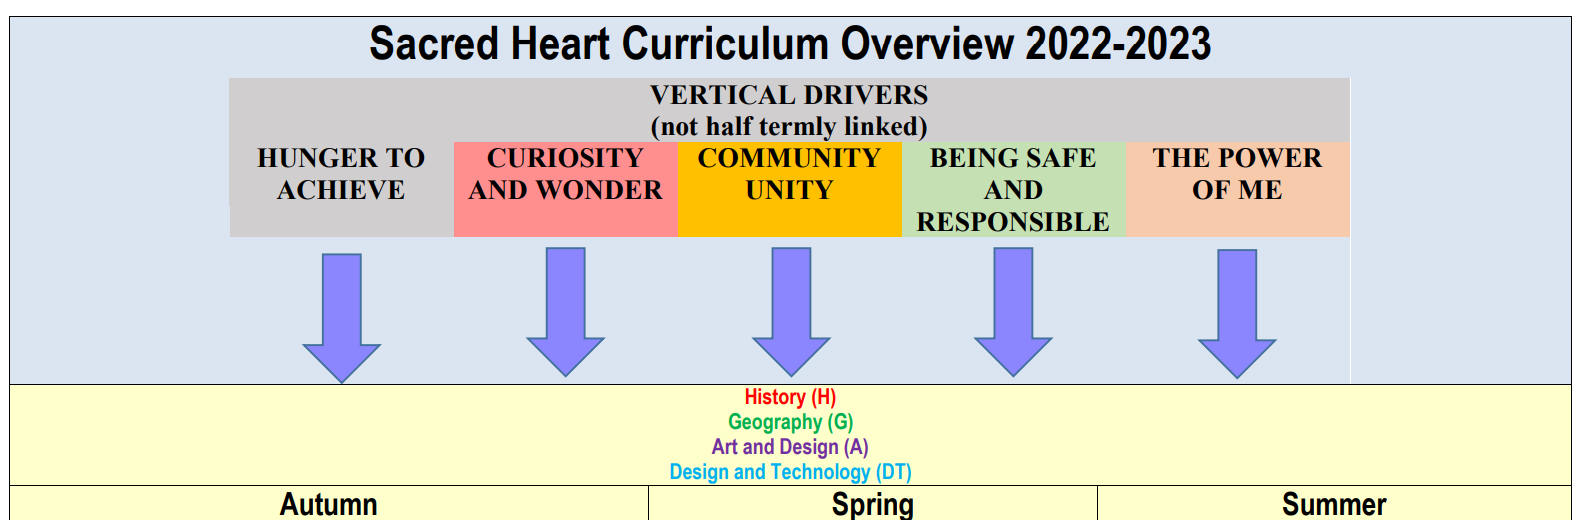 Sacred Heart Curriculum Overview 2022-2023
VERTICAL DRIVERS
(not half termly linked)
HUNGER TO
ACHIEVE
CURIOSITY
AND WONDER
COMMUNITY
UNITY
BEING SAFE
AND
RESPONSIBLE
THE POWER
OF ME
History (H)
Geography (G)
Art and Design (A)
Design and Technology (DT)
Autumn
Spring
Summer